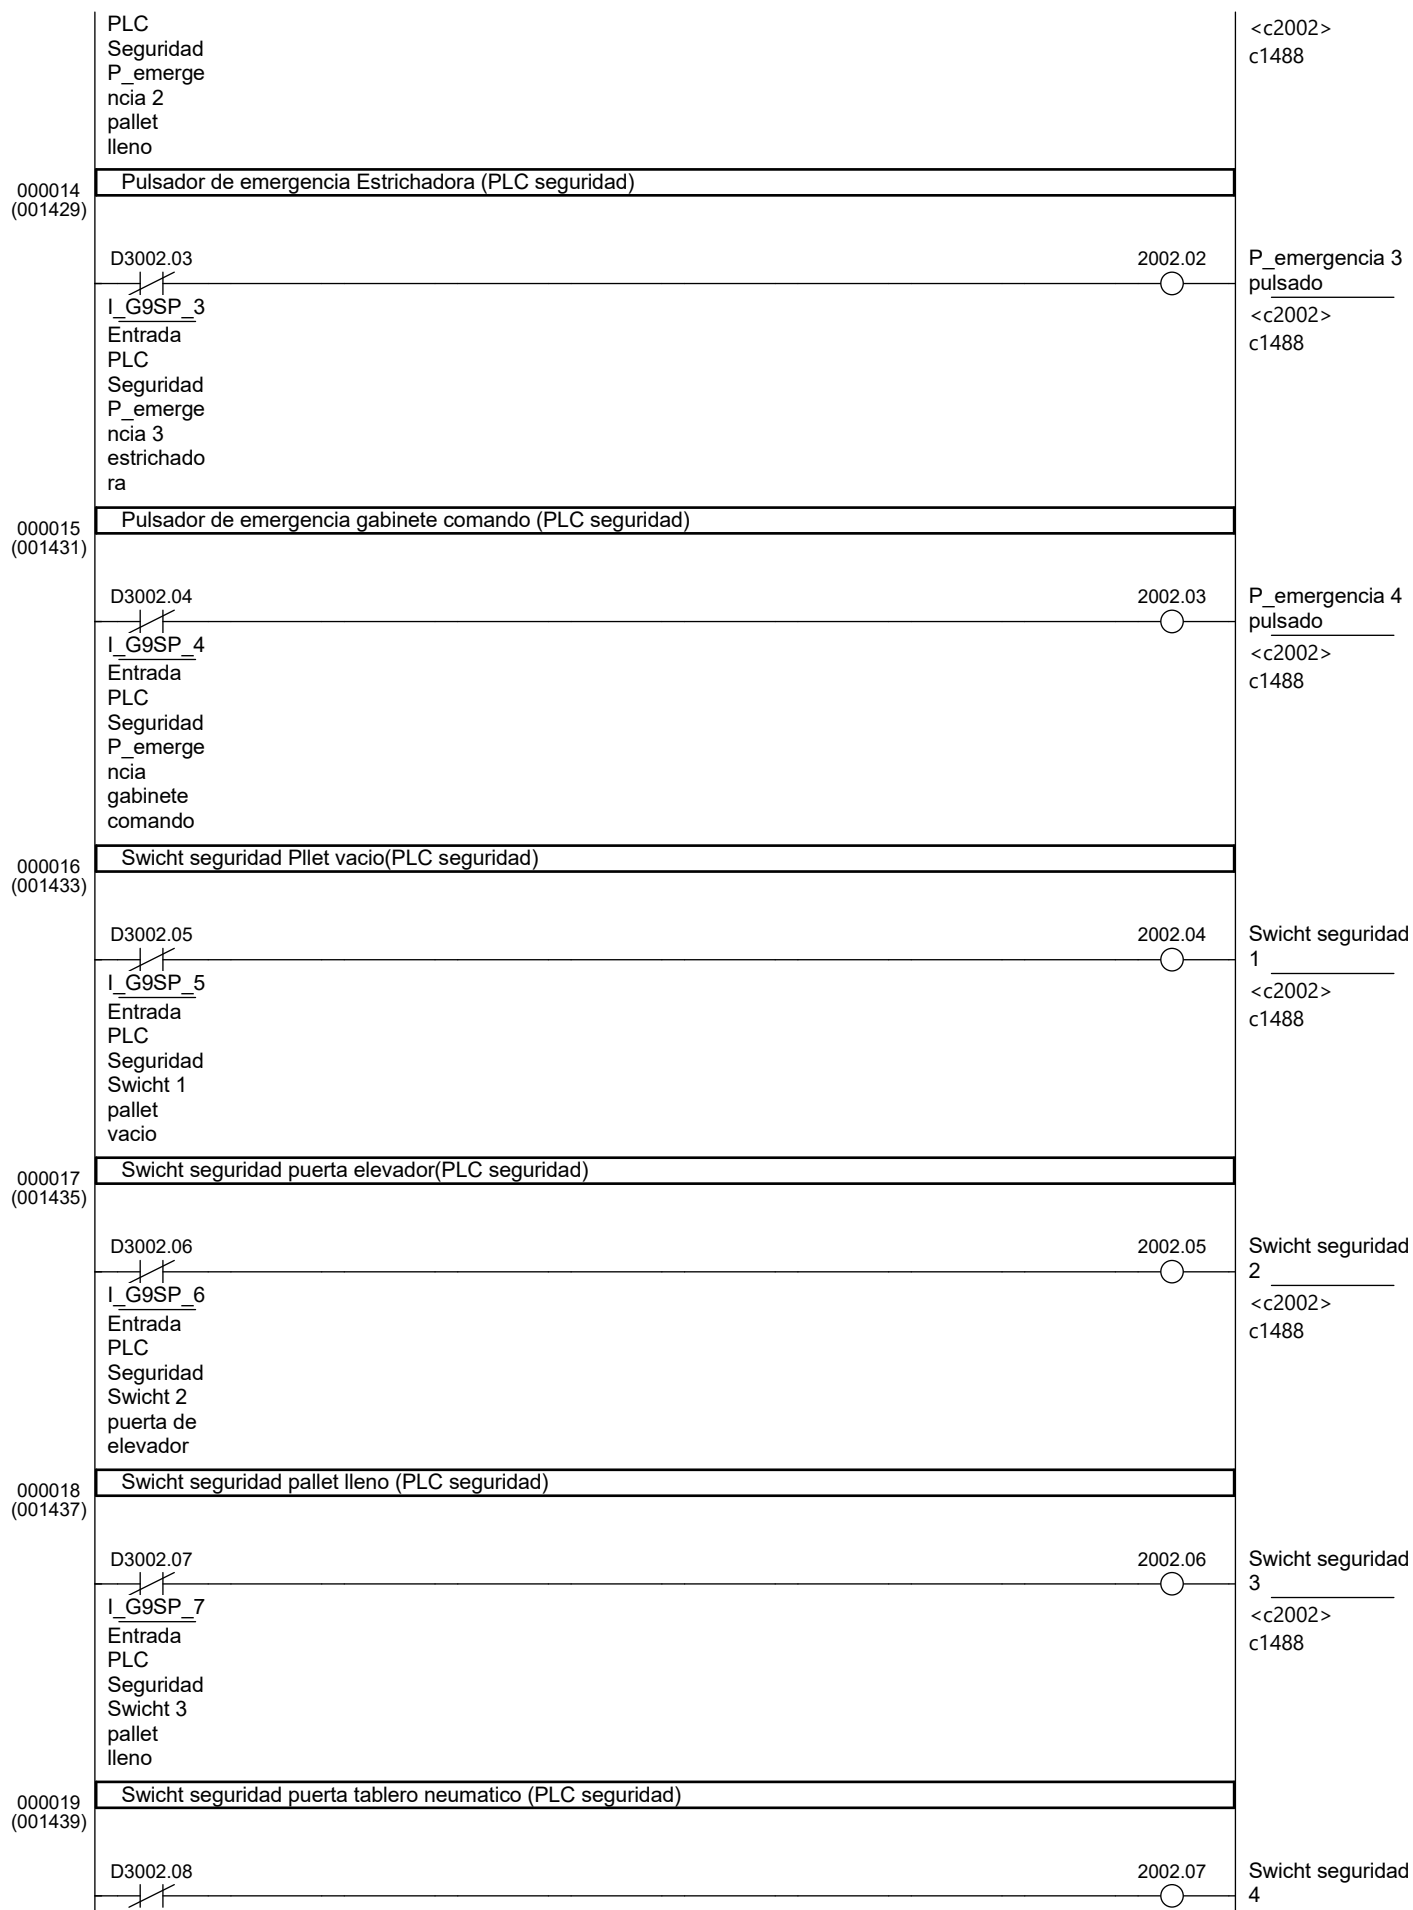 PLC
Seguridad
P_emerge
ncia 2
pallet
lleno
<c2002>
c1488
000014
(001429)
Pulsador de emergencia Estrichadora (PLC seguridad)
D3002.03
I_G9SP_3
Entrada
PLC
Seguridad
P_emerge
ncia 3
estrichado
ra
2002.02
P_emergencia 3
pulsado
<c2002>
c1488
000015
(001431)
Pulsador de emergencia gabinete comando (PLC seguridad)
D3002.04
I_G9SP_4
Entrada
PLC
Seguridad
P_emerge
ncia
gabinete
comando
2002.03
P_emergencia 4
pulsado
<c2002>
c1488
000016
(001433)
Swicht seguridad Pllet vacio(PLC seguridad)
D3002.05
I_G9SP_5
Entrada
PLC
Seguridad
Swicht 1
pallet
vacio
2002.04
Swicht seguridad
1
<c2002>
c1488
000017
(001435)
Swicht seguridad puerta elevador(PLC seguridad)
D3002.06
I_G9SP_6
Entrada
PLC
Seguridad
Swicht 2
puerta de
elevador
2002.05
Swicht seguridad
2
<c2002>
c1488
000018
(001437)
Swicht seguridad pallet lleno (PLC seguridad)
D3002.07
I_G9SP_7
Entrada
PLC
Seguridad
Swicht 3
pallet
lleno
2002.06
Swicht seguridad
3
<c2002>
c1488
000019
(001439)
Swicht seguridad puerta tablero neumatico (PLC seguridad)
D3002.08
2002.07
Swicht seguridad
4